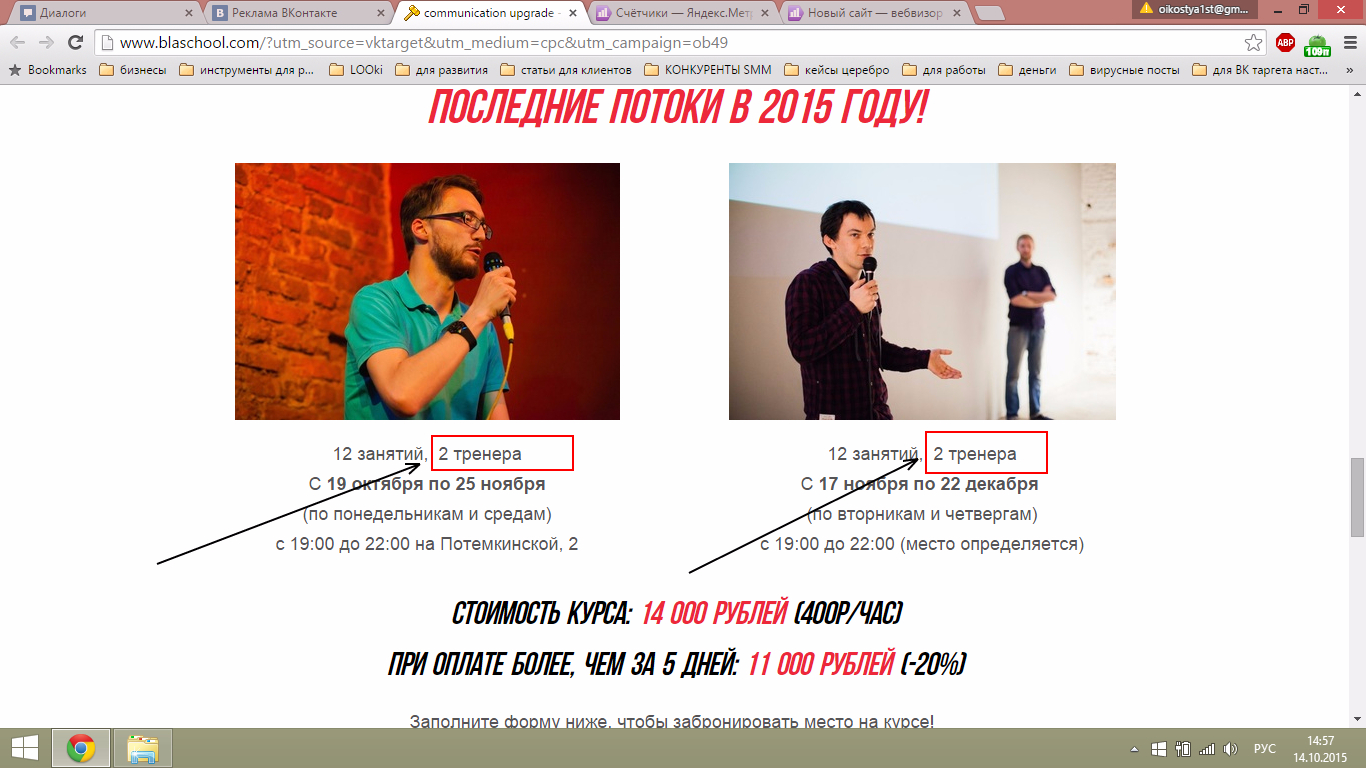 Диалоги
Реклама ВКонтакте
communication upgrade -
Счётчики — Яндекс.Метр
Новый сайт — вебвизор
oikostya1st@gm...
www.blaschool.com/?utm_source=vktarget&utm_medium=cpc&utm_campaign=ob49
ABP
109п
Bookmarks
бизнесы
инструменты для р...
LOOki
для развития
статьи для клиентов
КОНКУРЕНТЫ SMM
кейсы церебро
для работы
деньги
вирусные посты
для ВК таргета наст...
»
ПОСЛЕДНИЕ ПОТОКИ В 2015 ГОДУ!
12 занятий, 2 тренера
С 19 октября по 25 ноября
(по понедельникам и средам)
с 19:00 до 22:00 на Потемкинской, 2
12 занятий, 2 тренера
С 17 ноября по 22 декабря
(по вторникам и четвергам)
с 19:00 до 22:00 (место определяется)
СТОИМОСТЬ КУРСА: 14 000 РУБЛЕЙ (400Р/ЧАС)
ПРИ ОПЛАТЕ БОЛЕЕ, ЧЕМ ЗА 5 ДНЕЙ: 11 000 РУБЛЕЙ (-20%)
Заполните форму ниже, чтобы забронировать место на курсе!
РУС
14:57
14.10.2015